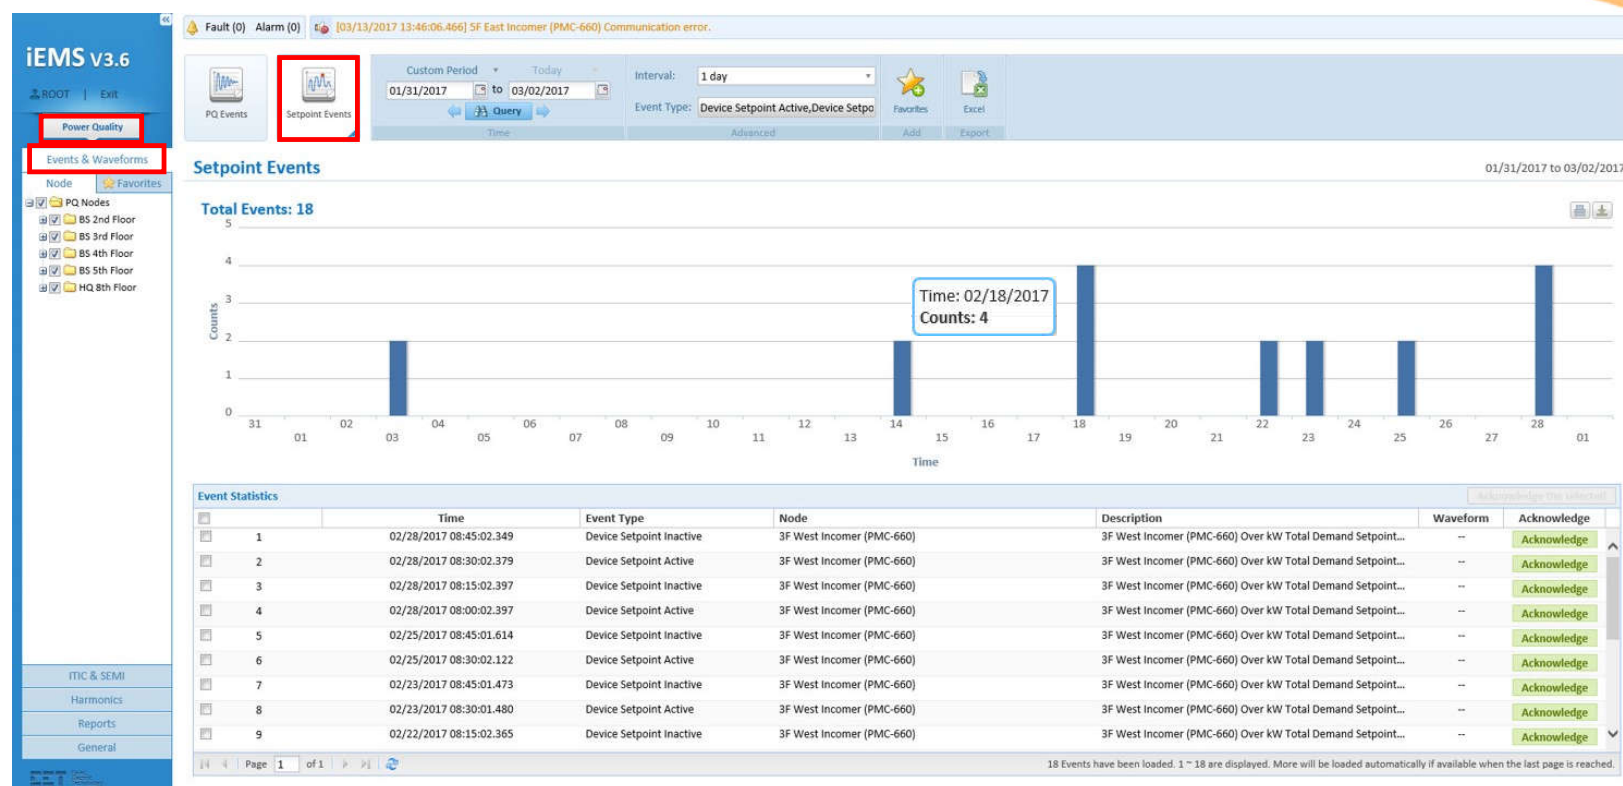 Fault (0) Alarm (0) [03/13/2017 13:46:06.466] 5F East Incomer (PMC-660) Communication error.
iEMS V3.6
ROOT | Exit
Power Quality
Events & Waveforms
Node Favorites
PQ Nodes
BS 2nd Floor
BS 3rd Floor
BS 4th Floor
BS 5th Floor
HQ 8th Floor
ITIC & SEMI
Harmonics
Reports
General
CET
PQ Events
Setpoint Events
Custom Period Today
01/31/2017 to 03/02/2017
Query
Time
Interval: 1 day
Event Type: Device Setpoint Active,Device Setpo
Advanced
Favorites
Add
Excel
Export
Setpoint Events
01/31/2017 to 03/02/2017
Total Events: 18
5
4
3
2
1
0
Counts
Time: 02/18/2017
Counts: 4
31 01 02 03 04 05 06 07 08 09 10 11 12 13 14 15 16 17 18 19 20 21 22 23 24 25 26 27 28 01
Time
Event Statistics Acknowledge the selected
Time Event Type Node Description Waveform Acknowledge
1 02/28/2017 08:45:02.349 Device Setpoint Inactive 3F West Incomer (PMC-660) 3F West Incomer (PMC-660) Over kW Total Demand Setpoint... -- Acknowledge
2 02/28/2017 08:30:02.379 Device Setpoint Active 3F West Incomer (PMC-660) 3F West Incomer (PMC-660) Over kW Total Demand Setpoint... -- Acknowledge
3 02/28/2017 08:15:02.397 Device Setpoint Inactive 3F West Incomer (PMC-660) 3F West Incomer (PMC-660) Over kW Total Demand Setpoint... -- Acknowledge
4 02/28/2017 08:00:02.397 Device Setpoint Active 3F West Incomer (PMC-660) 3F West Incomer (PMC-660) Over kW Total Demand Setpoint... -- Acknowledge
5 02/25/2017 08:45:01.614 Device Setpoint Inactive 3F West Incomer (PMC-660) 3F West Incomer (PMC-660) Over kW Total Demand Setpoint... -- Acknowledge
6 02/25/2017 08:30:02.122 Device Setpoint Active 3F West Incomer (PMC-660) 3F West Incomer (PMC-660) Over kW Total Demand Setpoint... -- Acknowledge
7 02/23/2017 08:45:01.473 Device Setpoint Inactive 3F West Incomer (PMC-660) 3F West Incomer (PMC-660) Over kW Total Demand Setpoint... -- Acknowledge
8 02/23/2017 08:30:01.480 Device Setpoint Active 3F West Incomer (PMC-660) 3F West Incomer (PMC-660) Over kW Total Demand Setpoint... -- Acknowledge
9 02/22/2017 08:15:02.365 Device Setpoint Inactive 3F West Incomer (PMC-660) 3F West Incomer (PMC-660) Over kW Total Demand Setpoint... -- Acknowledge
Page 1 of 1 18 Events have been loaded. 1 ~ 18 are displayed. More will be loaded automatically if available when the last page is reached.